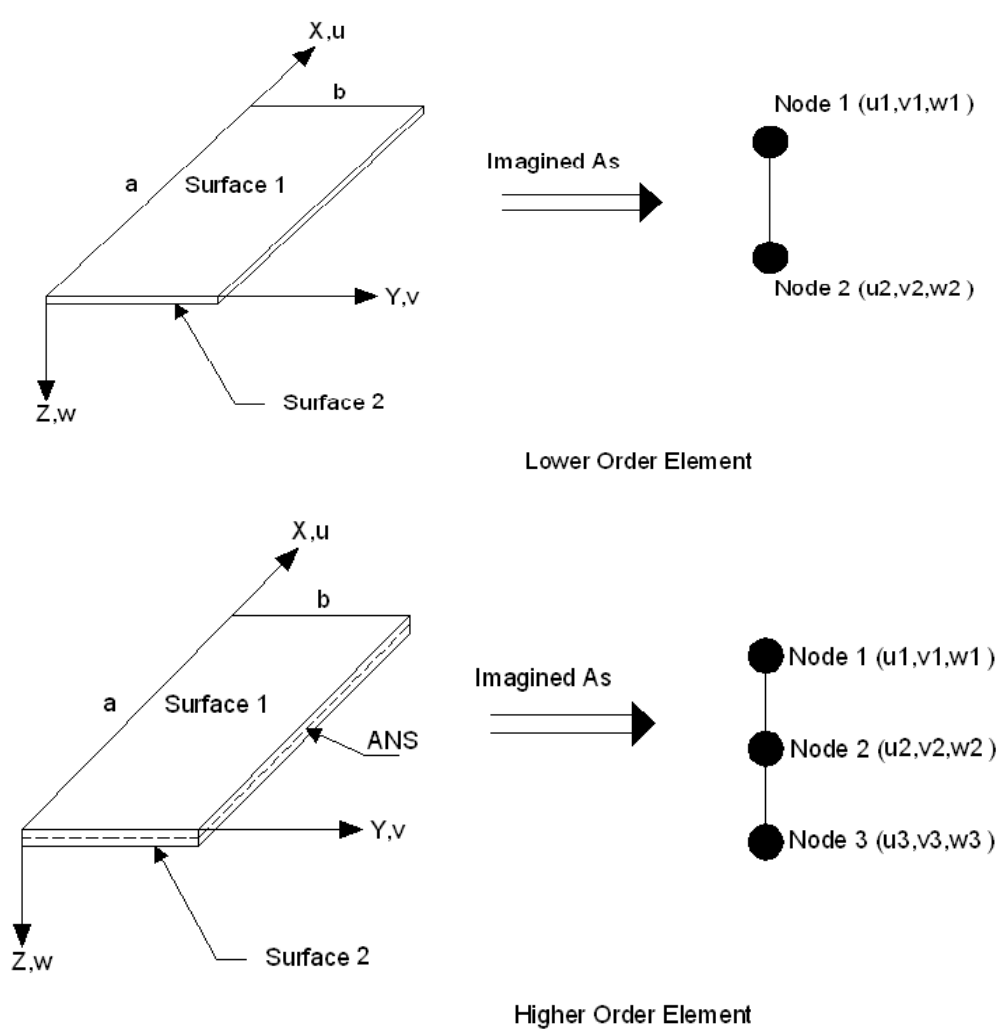 X,u
b
a
Surface 1
Y,v
Surface 2
Z,w
Imagined As
Node 1 (u1,v1,w1)
Node 2 (u2,v2,w2)
Lower Order Element
X,u
b
a
Surface 1
ANS
Y,v
Surface 2
Z,w
Imagined As
Node 1 (u1,v1,w1)
Node 2 (u2,v2,w2)
Node 3 (u3,v3,w3)
Higher Order Element